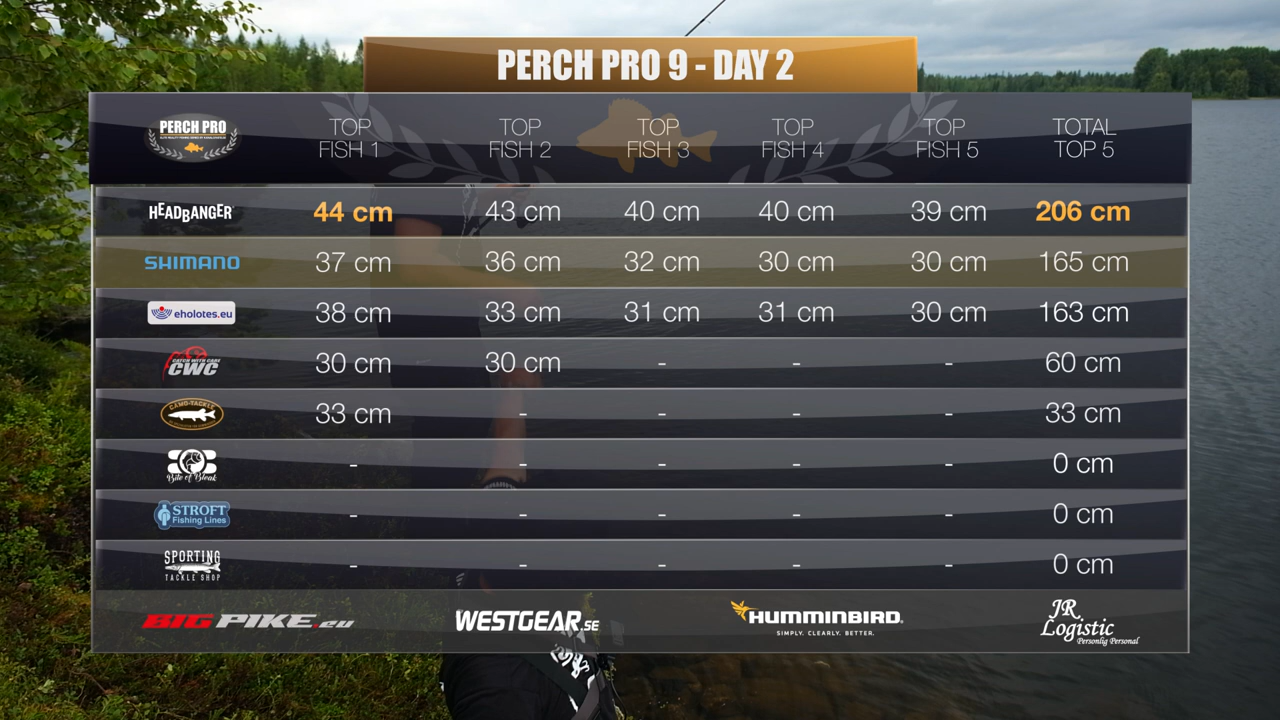 PERCH PRO 9 - DAY 2
PERCH PRO
TOP FISH 1
TOP FISH 2
TOP FISH 3
TOP FISH 4
TOP FISH 5
TOTAL TOP 5
HEADBANGER 44 cm 43 cm 40 cm 40 cm 39 cm 206 cm
SHIMANO 37 cm 36 cm 32 cm 30 cm 30 cm 165 cm
eholotes.eu 38 cm 33 cm 31 cm 31 cm 30 cm 163 cm
CATCH WITH CARE
CWC 30 cm 30 cm - - - 60 cm
CAMO-TACKLE 33 cm - - - - 33 cm
Bite of Bleak - - - - - 0 cm
STROFT
Fishing Lines - - - - - 0 cm
SPORTING
TACKLE SHOP - - - - - 0 cm
BIG PIKE.eu
WESTGEAR.SE
HUMMINBIRD
SIMPLY. CLEARLY. BETTER.
JR
Logistic
Personlig Personal